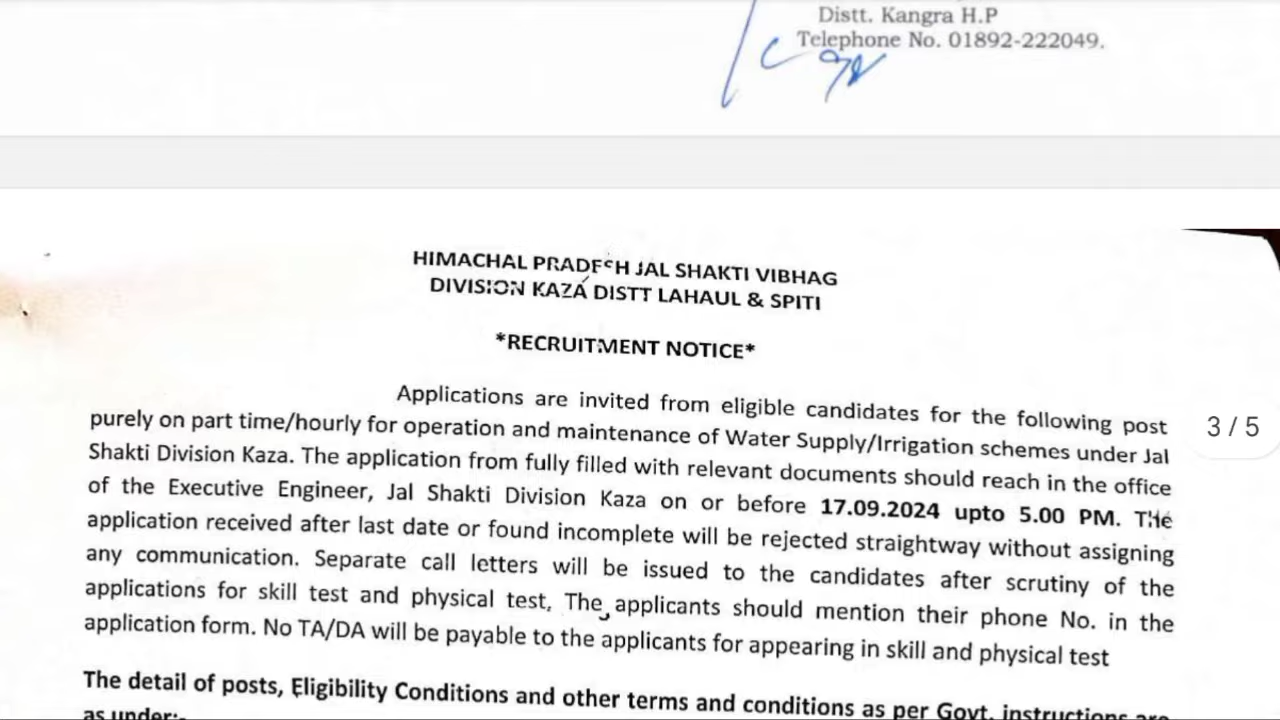 Distt. Kangra H.P
Telephone No. 01892-222049.
HIMACHAL PRADESH JAL SHAKTI VIBHAG
DIVISION KAZA DISTT LAHAUL & SPITI
*RECRUITMENT NOTICE*
Applications are invited from eligible candidates for the following post
purely on part time/hourly for operation and maintenance of Water Supply/Irrigation schemes under Jal
3 / 5
Shakti Division Kaza. The application from fully filled with relevant documents should reach in the office
of the Executive Engineer, Jal Shakti Division Kaza on or before 17.09.2024 upto 5.00 PM. The
application received after last date or found incomplete will be rejected straightway without assigning
any communication. Separate call letters will be issued to the candidates after scrutiny of the
applications for skill test and physical test, The applicants should mention their phone No. in the
application form. No TA/DA will be payable to the applicants for appearing in skill and physical test
The detail of posts, Eligibility Conditions and other terms and conditions as per Govt. instructions are
as under:-